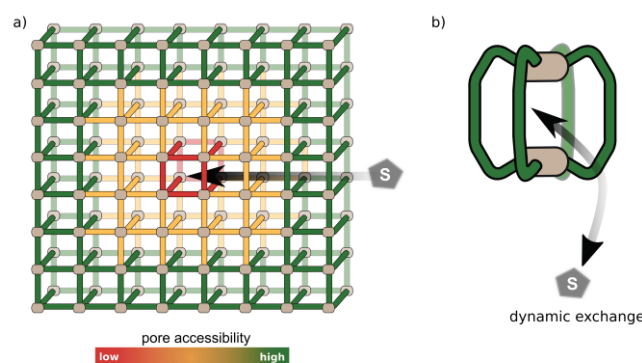 a)
b)
S
S
dynamic exchange
pore accessibility
low high